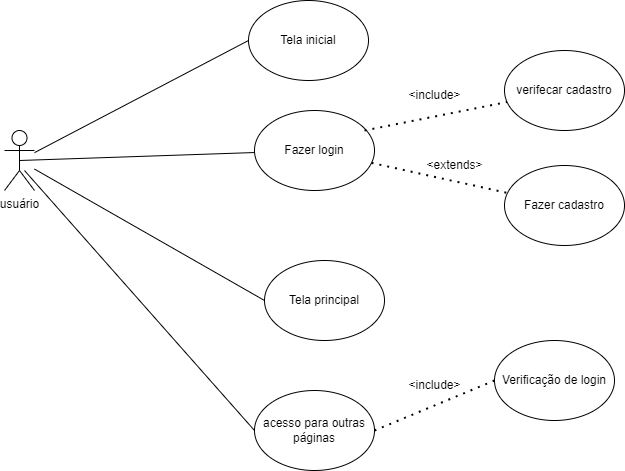 Tela inicial
<include>
verifecar cadastro
Fazer login
<extends>
Fazer cadastro
usuário
Tela principal
<include>
Verificação de login
acesso para outras
páginas